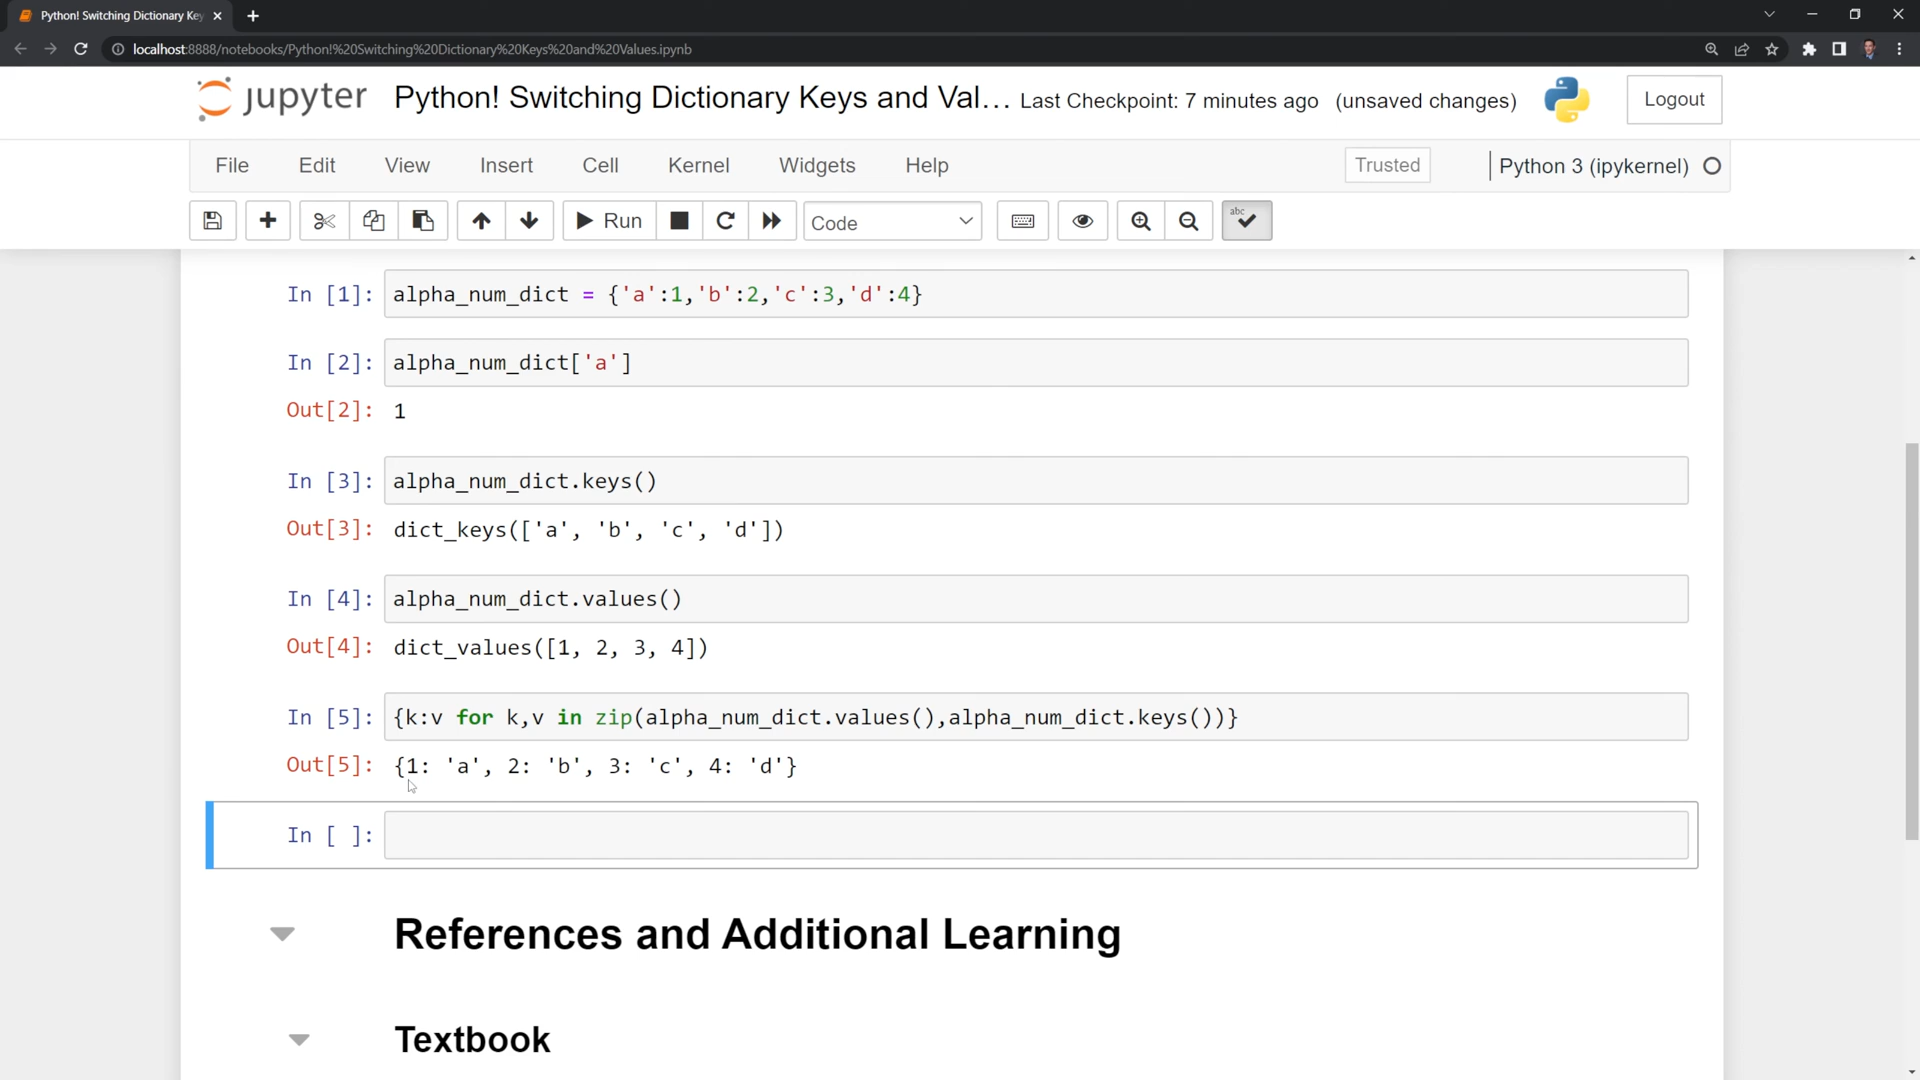 Python! Switching Dictionary Key
localhost:8888/notebooks/Python!%20Switching%20Dictionary%20Keys%20and%20Values.ipynb
jupyter Python! Switching Dictionary Keys and Val... Last Checkpoint: 7 minutes ago (unsaved changes) Logout
File Edit View Insert Cell Kernel Widgets Help Trusted Python 3 (ipykernel)
Run Code abc
In [1]: alpha_num_dict = {'a':1,'b':2,'c':3,'d':4}
In [2]: alpha_num_dict['a']
Out[2]: 1
In [3]: alpha_num_dict.keys()
Out[3]: dict_keys(['a', 'b', 'c', 'd'])
In [4]: alpha_num_dict.values()
Out[4]: dict_values([1, 2, 3, 4])
In [5]: {k:v for k,v in zip(alpha_num_dict.values(),alpha_num_dict.keys())}
Out[5]: {1: 'a', 2: 'b', 3: 'c', 4: 'd'}
In [ ]:
References and Additional Learning
Textbook